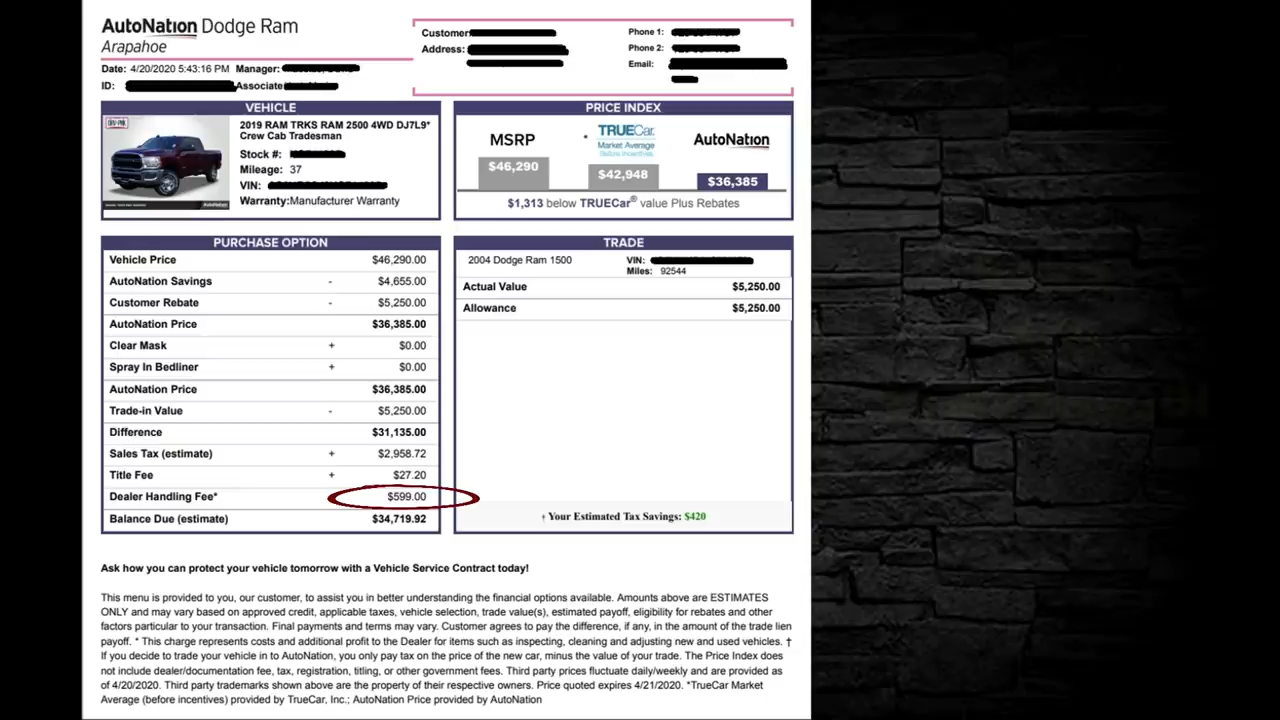 AutoNation Dodge Ram
Arapahoe
Customer:
Address:
Phone 1:
Phone 2:
Email:
Date: 4/20/2020 5:43:16 PM Manager:
ID: Associate
VEHICLE
2019 RAM TRKS RAM 2500 4WD DJ7L9*
Crew Cab Tradesman
Stock #:
Mileage: 37
VIN:
Warranty:Manufacturer Warranty
AutoNation
PRICE INDEX
MSRP
$46,290
* TRUECar.
Market Average
Before Incentives
$42,948
AutoNation
$36,385
$1,313 below TRUECar® value Plus Rebates
PURCHASE OPTION
Vehicle Price $46,290.00
AutoNation Savings - $4,655.00
Customer Rebate - $5,250.00
AutoNation Price $36,385.00
Clear Mask + $0.00
Spray In Bedliner + $0.00
AutoNation Price $36,385.00
Trade-in Value - $5,250.00
Difference $31,135.00
Sales Tax (estimate) + $2,958.72
Title Fee + $27.20
Dealer Handling Fee* $599.00
Balance Due (estimate) $34,719.92
TRADE
2004 Dodge Ram 1500 VIN:
Miles: 92544
Actual Value $5,250.00
Allowance $5,250.00
† Your Estimated Tax Savings: $420
Ask how you can protect your vehicle tomorrow with a Vehicle Service Contract today!
This menu is provided to you, our customer, to assist you in better understanding the financial options available. Amounts above are ESTIMATES
ONLY and may vary based on approved credit, applicable taxes, vehicle selection, trade value(s), estimated payoff, eligibility for rebates and other
factors particular to your transaction. Final payments and terms may vary. Customer agrees to pay the difference, if any, in the amount of the trade lien
payoff. * This charge represents costs and additional profit to the Dealer for items such as inspecting, cleaning and adjusting new and used vehicles. †
If you decide to trade your vehicle in to AutoNation, you only pay tax on the price of the new car, minus the value of your trade. The Price Index does
not include dealer/documentation fee, tax, registration, titling, or other government fees. Third party prices fluctuate daily/weekly and are provided as
of 4/20/2020. Third party trademarks shown above are the property of their respective owners. Price quoted expires 4/21/2020. *TrueCar Market
Average (before incentives) provided by TrueCar, Inc.; AutoNation Price provided by AutoNation